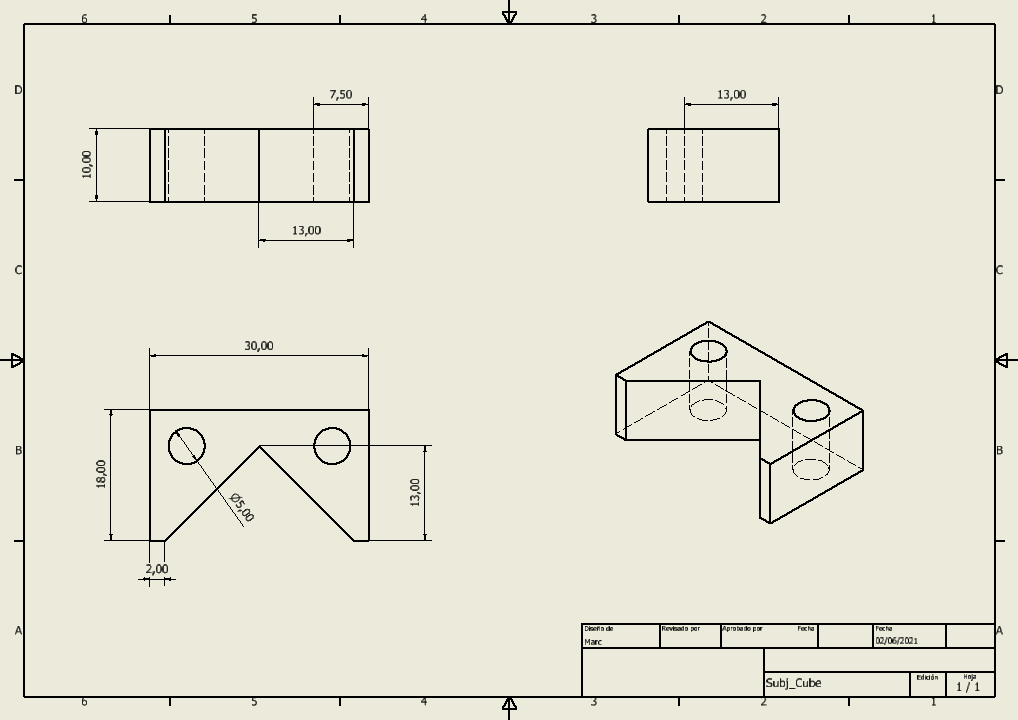 6 5 4 3 2 1
D D
7,50
13,00
10,00
13,00
C C
30,00
18,00
B B
13,00
Ø5,00
2,00
A A
Diseño de Revisado por Aprobado por Fecha Fecha
Marc 02/06/2021
Subj_Cube
Edición Hoja
1 / 1
6 5 4 3 2 1